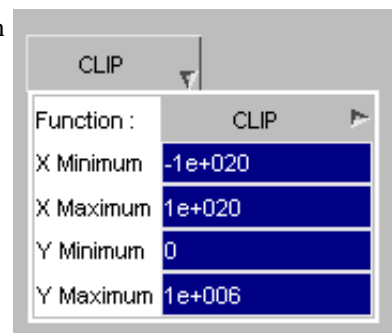 CLIP
Function : CLIP
X Minimum -1e+020
X Maximum 1e+020
Y Minimum 0
Y Maximum 1e+006